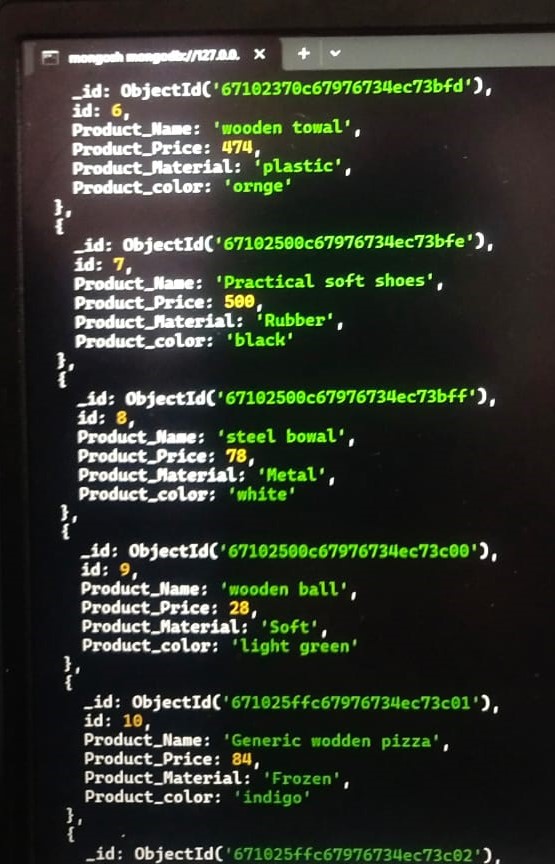 mongosh mongodb://127.0.0. × + ⌄
_id: ObjectId('67102370c67976734ec73bfd'),
id: 6,
Product_Name: 'wooden towal',
Product_Price: 474,
Product_Material: 'plastic',
Product_color: 'ornge'
},
{
_id: ObjectId('67102500c67976734ec73bfe'),
id: 7,
Product_Name: 'Practical soft shoes',
Product_Price: 500,
Product_Material: 'Rubber',
Product_color: 'black'
},
{
_id: ObjectId('67102500c67976734ec73bff'),
id: 8,
Product_Name: 'steel bowal',
Product_Price: 78,
Product_Material: 'Metal',
Product_color: 'white'
},
{
_id: ObjectId('67102500c67976734ec73c00'),
id: 9,
Product_Name: 'wooden ball',
Product_Price: 28,
Product_Material: 'Soft',
Product_color: 'light green'
},
{
_id: ObjectId('671025ffc67976734ec73c01'),
id: 10,
Product_Name: 'Generic wodden pizza',
Product_Price: 84,
Product_Material: 'Frozen',
Product_color: 'indigo'
},
{
_id: ObjectId('671025ffc67976734ec73c02'),